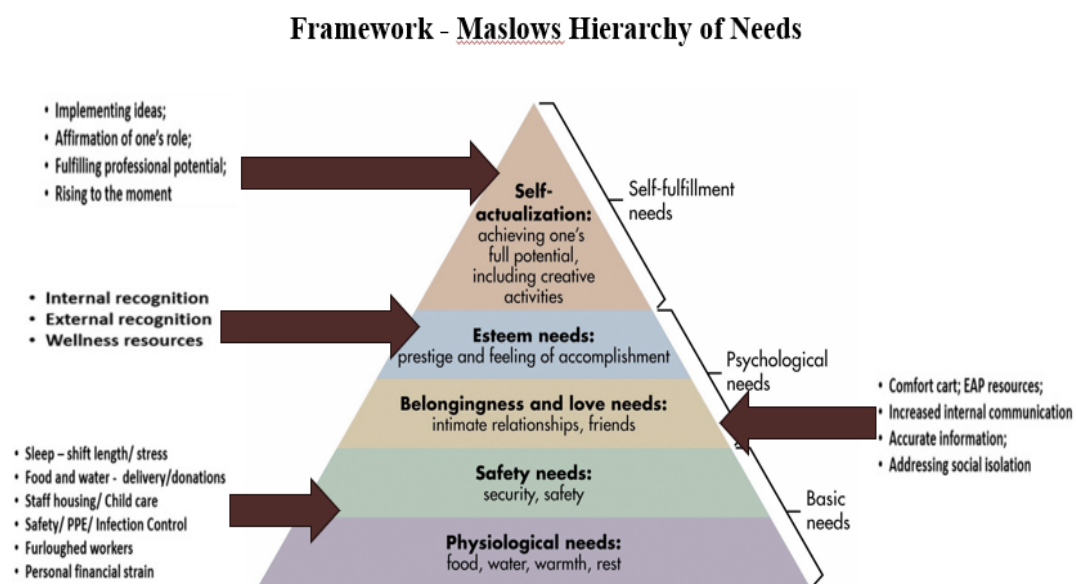 Framework - Maslows Hierarchy of Needs
• Implementing ideas;
• Affirmation of one's role;
• Fulfilling professional potential;
• Rising to the moment
Self-
actualization:
achieving one's
full potential,
including creative
activities
Self-fulfillment
needs
• Internal recognition
• External recognition
• Wellness resources
Esteem needs:
prestige and feeling of accomplishment
Psychological
needs
Belongingness and love needs:
intimate relationships, friends
• Comfort cart; EAP resources;
• Increased internal communication
• Accurate information;
• Addressing social isolation
• Sleep – shift length/ stress
• Food and water - delivery/donations
• Staff housing/ Child care
• Safety/ PPE/ Infection Control
• Furloughed workers
• Personal financial strain
Safety needs:
security, safety
Basic
needs
Physiological needs:
food, water, warmth, rest